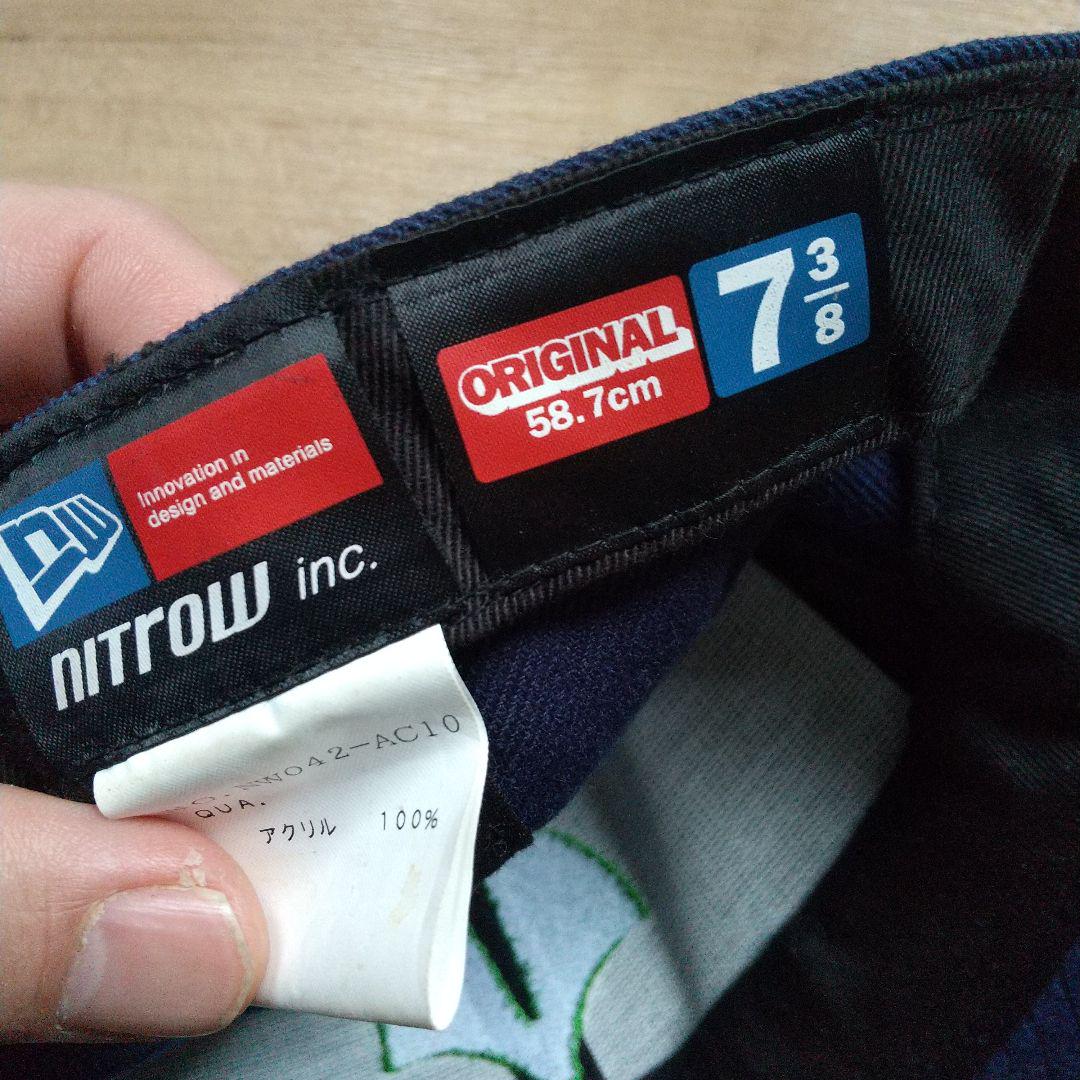 Innovation in
design and materials
nITroW inc.
ORIGINAL
58.7cm
7 3/8
NW042-AC10
QUA.
アクリル 100%